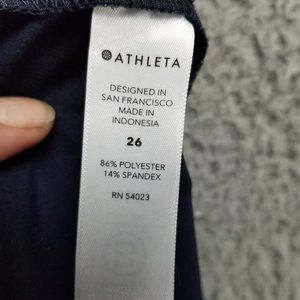 ATHLETA
DESIGNED IN
SAN FRANCISCO
MADE IN
INDONESIA
26
86% POLYESTER
14% SPANDEX
RN 54023